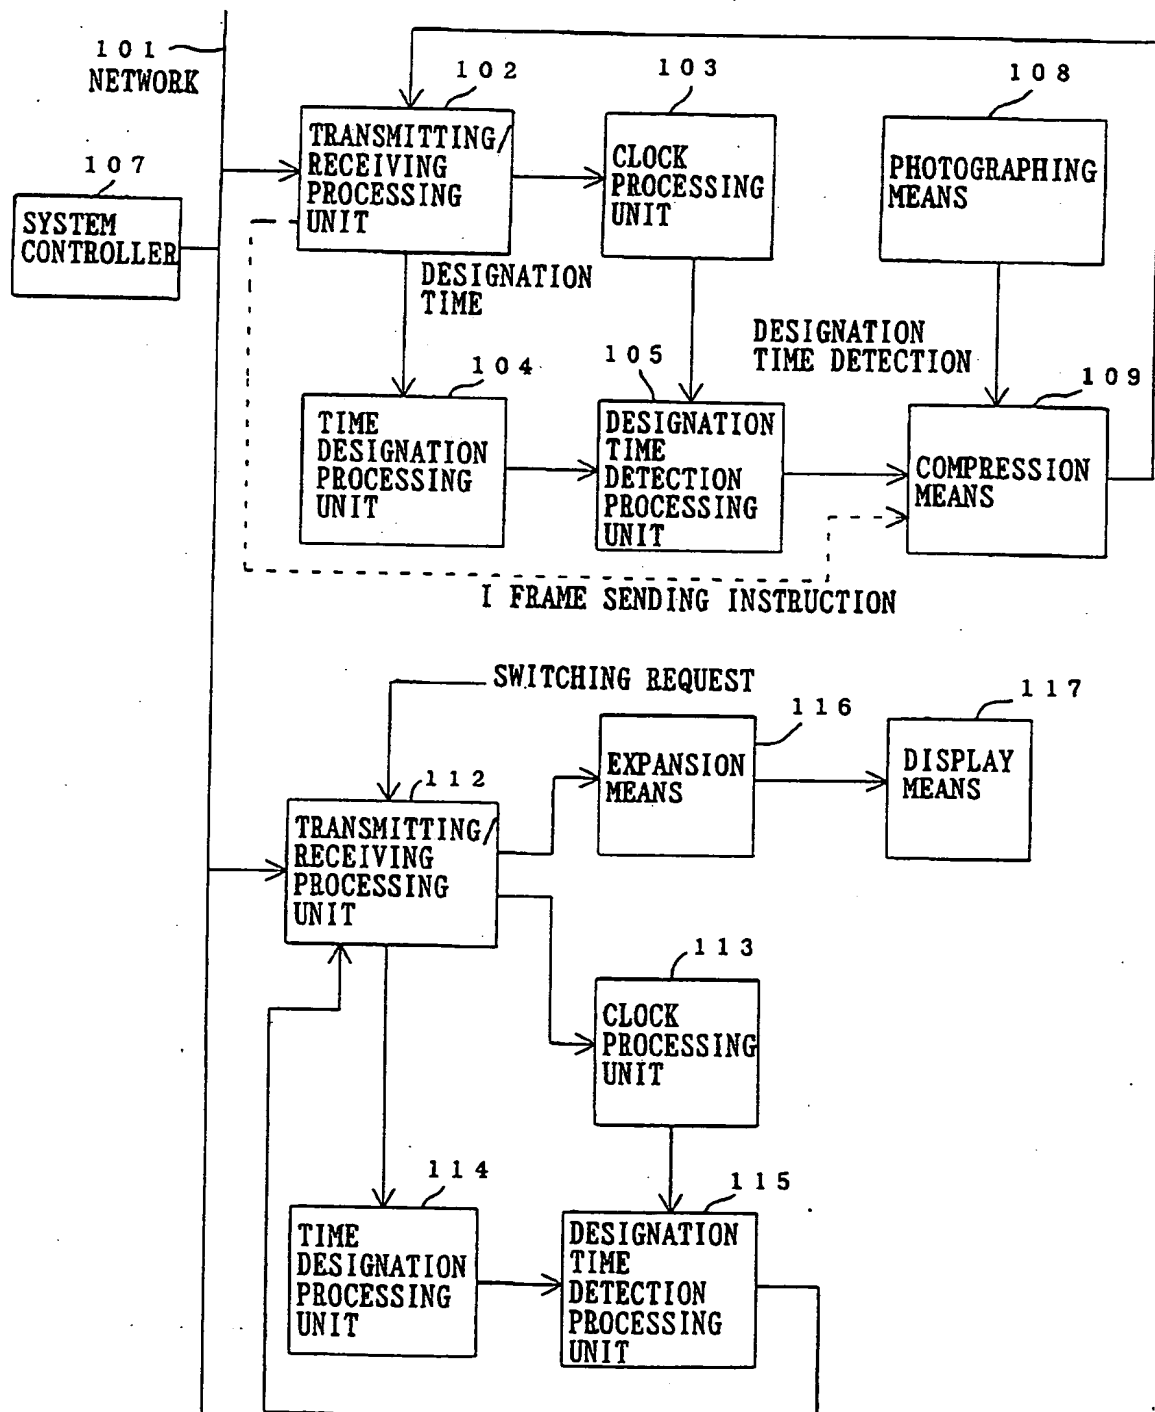 101
NETWORK
102
103
108
TRANSMITTING/
RECEIVING
PROCESSING
UNIT
CLOCK
PROCESSING
UNIT
PHOTOGRAPHING
MEANS
107
SYSTEM
CONTROLLER
DESIGNATION
TIME
DESIGNATION
TIME DETECTION
104
105
109
TIME
DESIGNATION
PROCESSING
UNIT
DESIGNATION
TIME
DETECTION
PROCESSING
UNIT
COMPRESSION
MEANS
I FRAME SENDING INSTRUCTION
SWITCHING REQUEST
116
117
EXPANSION
MEANS
DISPLAY
MEANS
112
TRANSMITTING/
RECEIVING
PROCESSING
UNIT
113
CLOCK
PROCESSING
UNIT
114
115
TIME
DESIGNATION
PROCESSING
UNIT
DESIGNATION
TIME
DETECTION
PROCESSING
UNIT